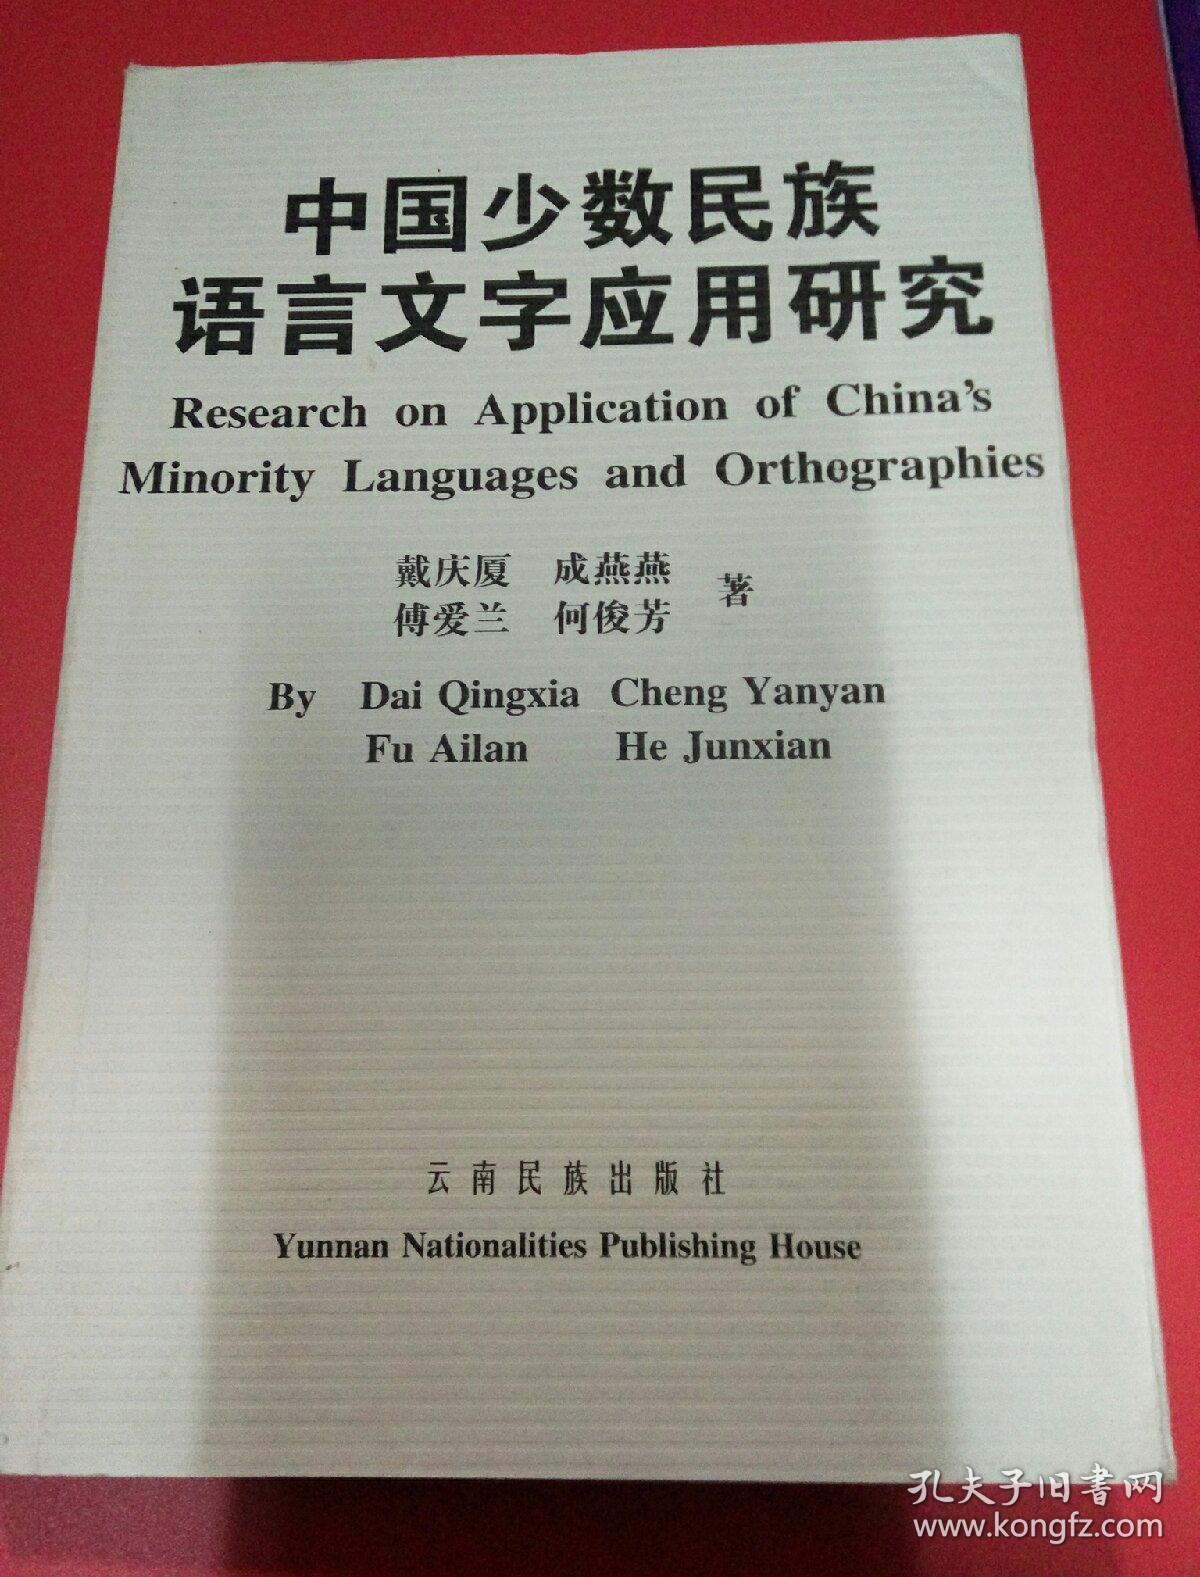 中国少数民族
语言文字应用研究
Research on Application of China's
Minority Languages and Orthographies
戴庆厦 成燕燕
傅爱兰 何俊芳 著
By Dai Qingxia Cheng Yanyan
Fu Ailan He Junxian
云南民族出版社
Yunnan Nationalities Publishing House
孔夫子旧书网
www.kongfz.com